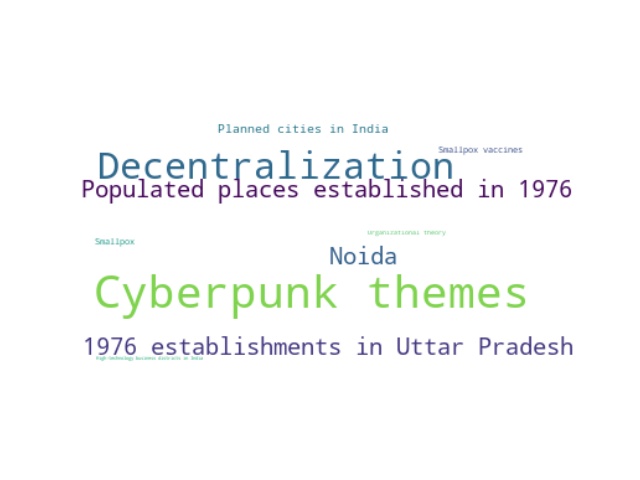 Planned cities in India
Smallpox vaccines
Decentralization
Populated places established in 1976
organizational theory
Smallpox
Noida
Cyberpunk themes
1976 establishments in Uttar Pradesh
high-technology business districts in India